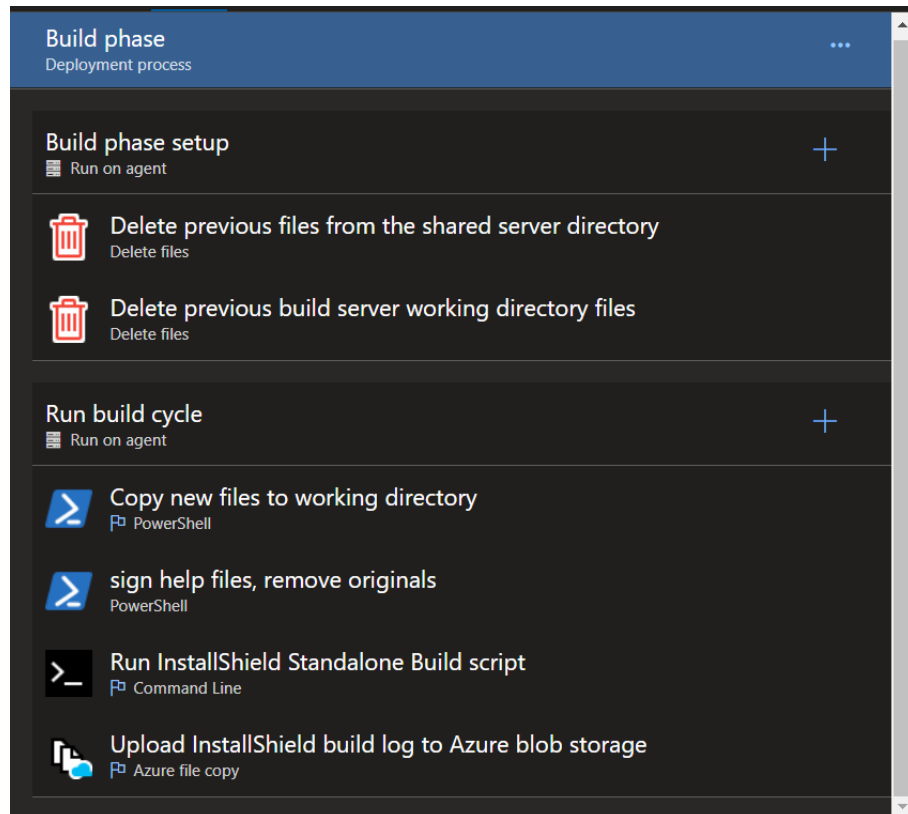 Build phase
Deployment process
Build phase setup
Run on agent
Delete previous files from the shared server directory
Delete files
Delete previous build server working directory files
Delete files
Run build cycle
Run on agent
Copy new files to working directory
PowerShell
sign help files, remove originals
PowerShell
Run InstallShield Standalone Build script
Command Line
Upload InstallShield build log to Azure blob storage
Azure file copy